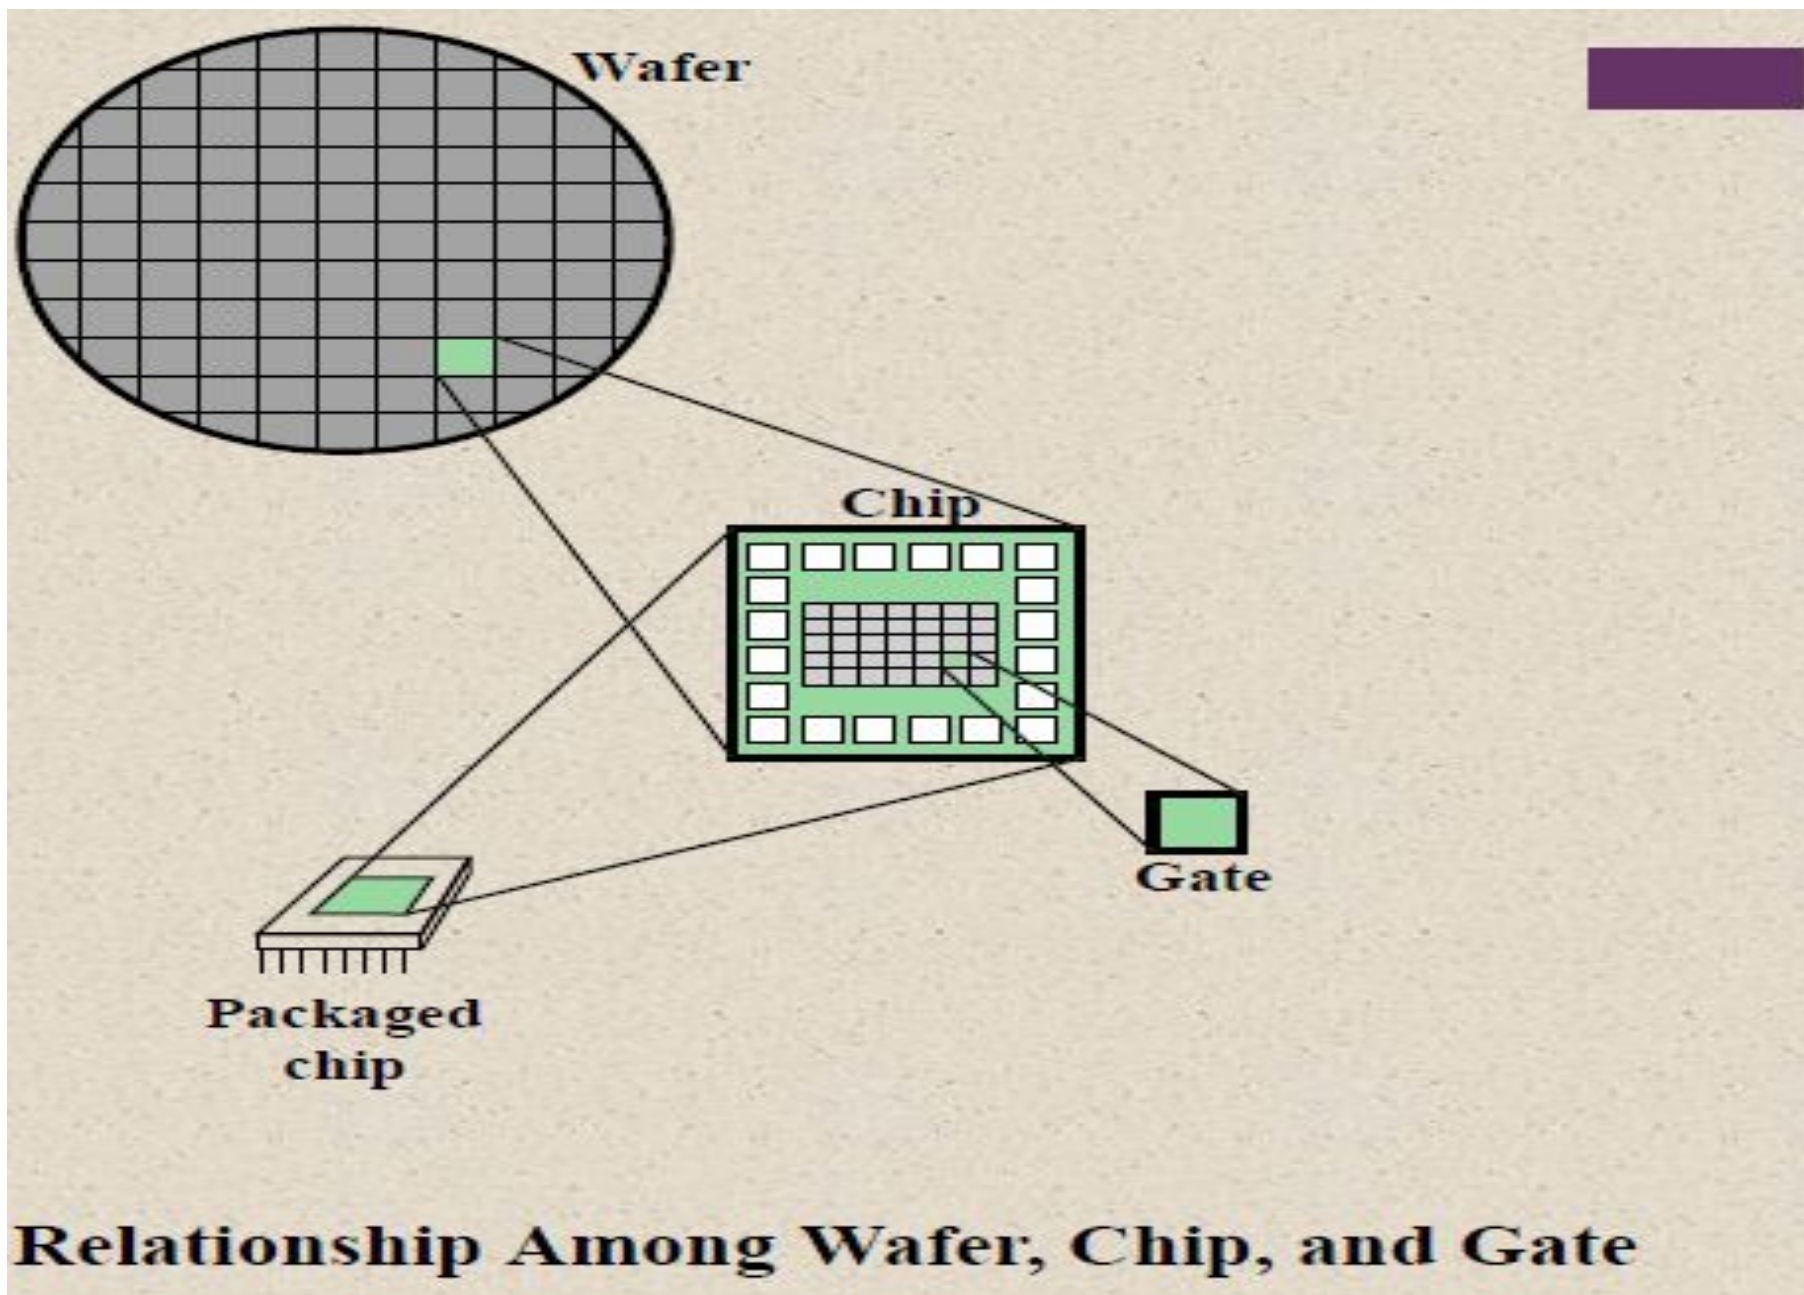 Wafer
Chip
Gate
Packaged
chip
Relationship Among Wafer, Chip, and Gate